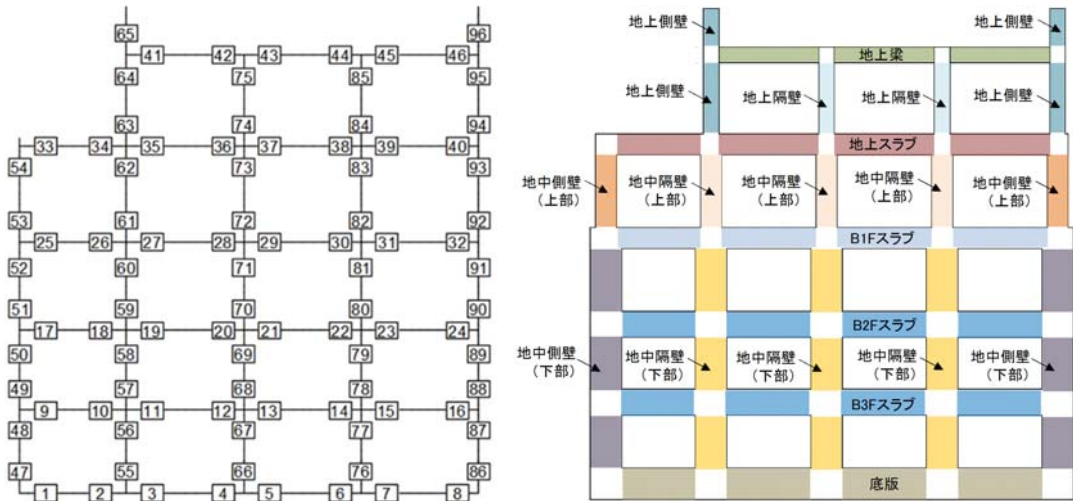 65 96
41 42 43 44 45 46
64 75 85 95
63 74 84 94
33 34 35 36 37 38 39 40
54 62 73 83 93
53 61 72 82 92
25 26 27 28 29 30 31 32
52 60 71 81 91
51 59 70 80 90
17 18 19 20 21 22 23 24
50 58 69 79 89
49 57 68 78 88
9 10 11 12 13 14 15 16
48 56 67 77 87
47 55 66 76 86
1 2 3 4 5 6 7 8
地上側壁 地上側壁
地上梁
地上側壁 地上隔壁 地上隔壁 地上側壁
地上スラブ
地中側壁 地中隔壁 地中隔壁 地中隔壁 地中側壁
(上部) (上部) (上部) (上部) (上部)
B1Fスラブ
B2Fスラブ
地中側壁 地中隔壁 地中隔壁 地中隔壁 地中側壁
(下部) (下部) (下部) (下部) (下部)
B3Fスラブ
底版